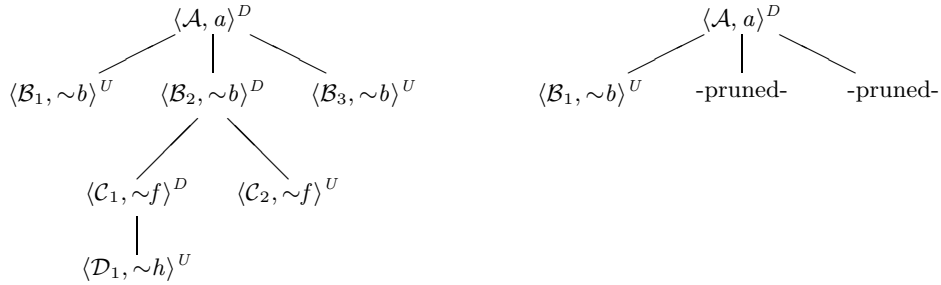 ⟨𝒜, a⟩^D ⟨𝒜, a⟩^D
⟨ℬ₁, ∼b⟩^U ⟨ℬ₂, ∼b⟩^D ⟨ℬ₃, ∼b⟩^U ⟨ℬ₁, ∼b⟩^U -pruned- -pruned-
⟨𝒞₁, ∼f⟩^D ⟨𝒞₂, ∼f⟩^U
⟨𝒟₁, ∼h⟩^U